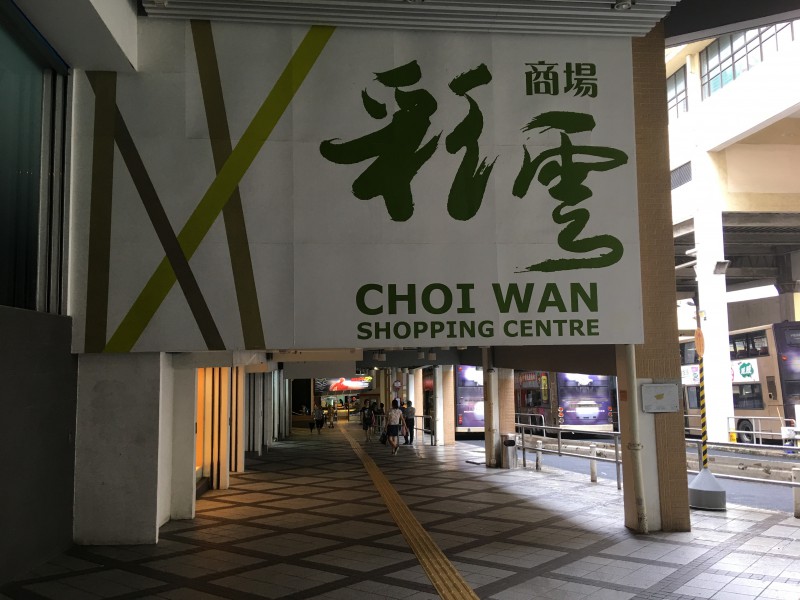 商場
彩雲
CHOI WAN
SHOPPING CENTRE